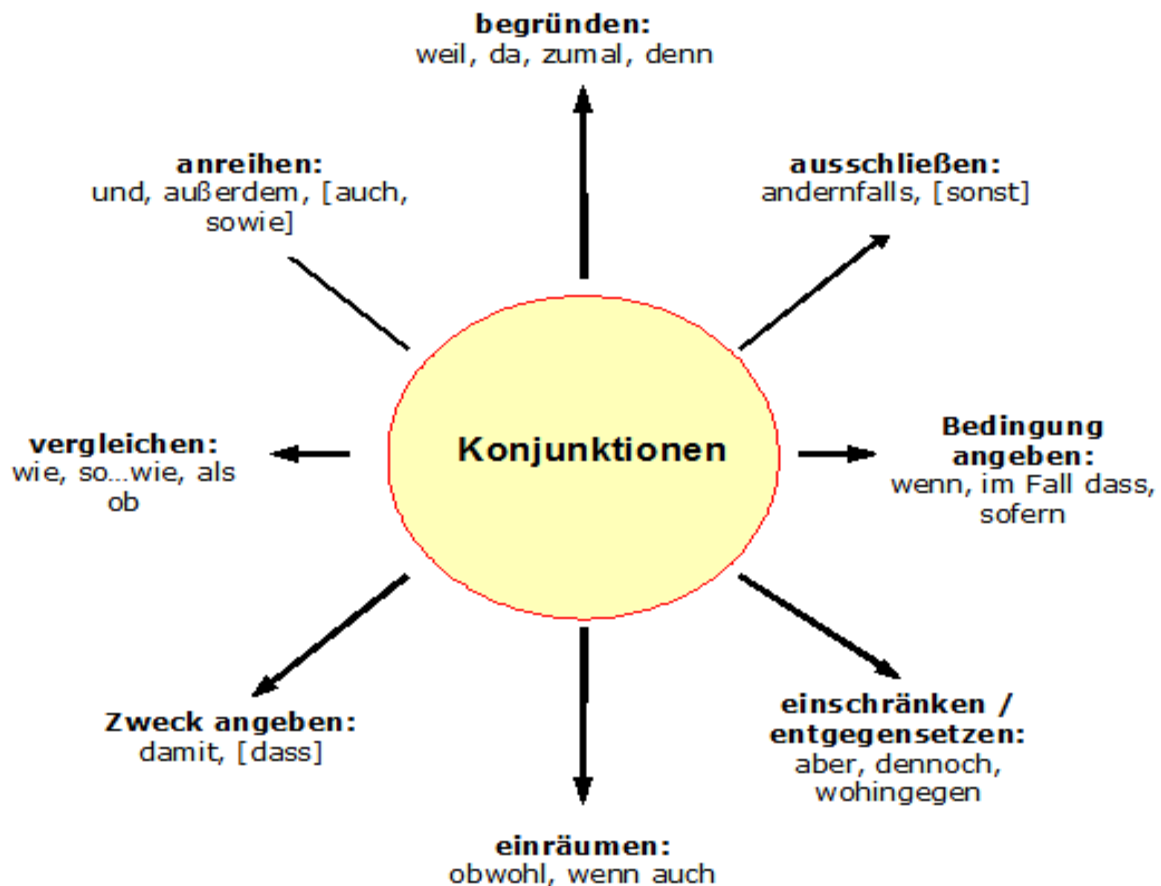 begründen:
weil, da, zumal, denn
anreihen:
und, außerdem, [auch,
sowie]
ausschließen:
andernfalls, [sonst]
vergleichen:
wie, so...wie, als
ob
Konjunktionen
Bedingung
angeben:
wenn, im Fall dass,
sofern
Zweck angeben:
damit, [dass]
einschränken /
entgegensetzen:
aber, dennoch,
wohingegen
einräumen:
obwohl, wenn auch